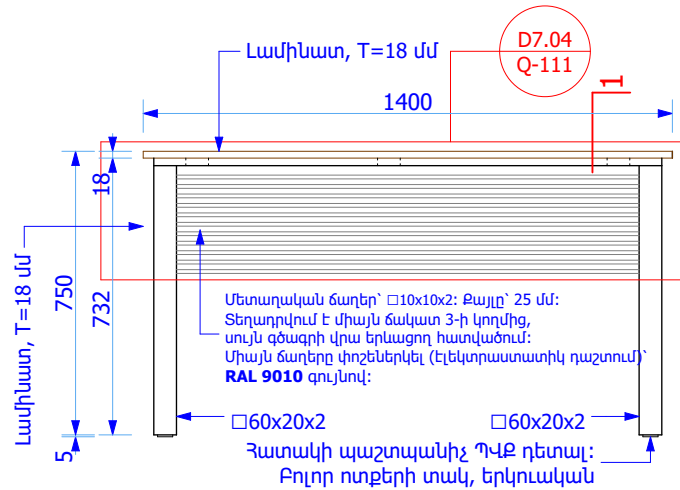 Լամինատ, T=18 մմ
D7.04
Q-111
1
1400
18
750
732
5
Լամինատ, T=18 մմ
Մետաղական ճաղեր՝ □10x10x2: Քայլը՝ 25 մմ:
Տեղադրվում է միայն ճակատ 3-ի կողմից,
սույն գծագրի վրա երևացող հատվածում:
Միայն ճաղերը փոշեներկել (էլեկտրաստատիկ դաշտում)՝
RAL 9010 գույնով:
□60x20x2
□60x20x2
Հատակի պաշտպանիչ ՊՎՔ դետալ:
Բոլոր ոտքերի տակ, երկուական